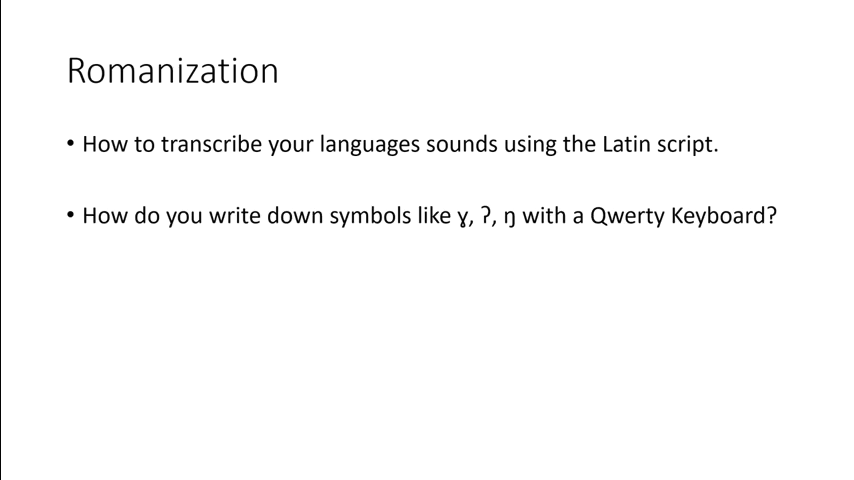 Romanization
• How to transcribe your languages sounds using the Latin script.
• How do you write down symbols like ɣ, ʔ, ŋ with a Qwerty Keyboard?